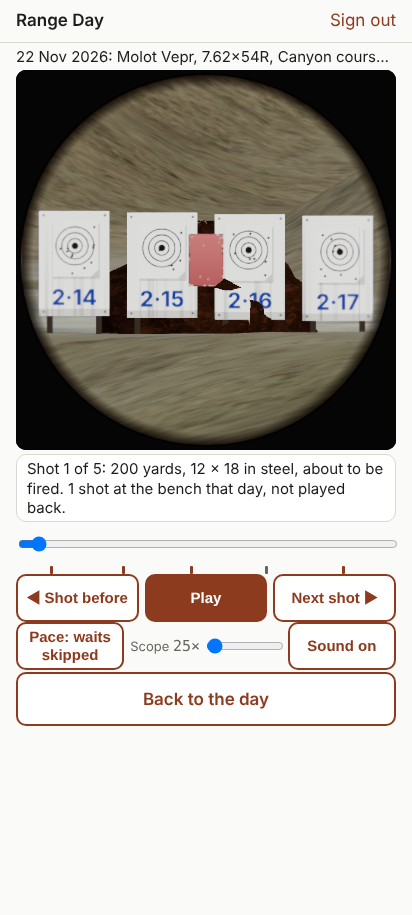 Range Day
Sign out
22 Nov 2026: Molot Vepr, 7.62×54R, Canyon cours...
2·14
2·15
2·16
2·17
Shot 1 of 5: 200 yards, 12 × 18 in steel, about to be
fired. 1 shot at the bench that day, not played
back.
◀ Shot before
Play
Next shot ▶
Pace: waits
skipped
Scope 25×
Sound on
Back to the day